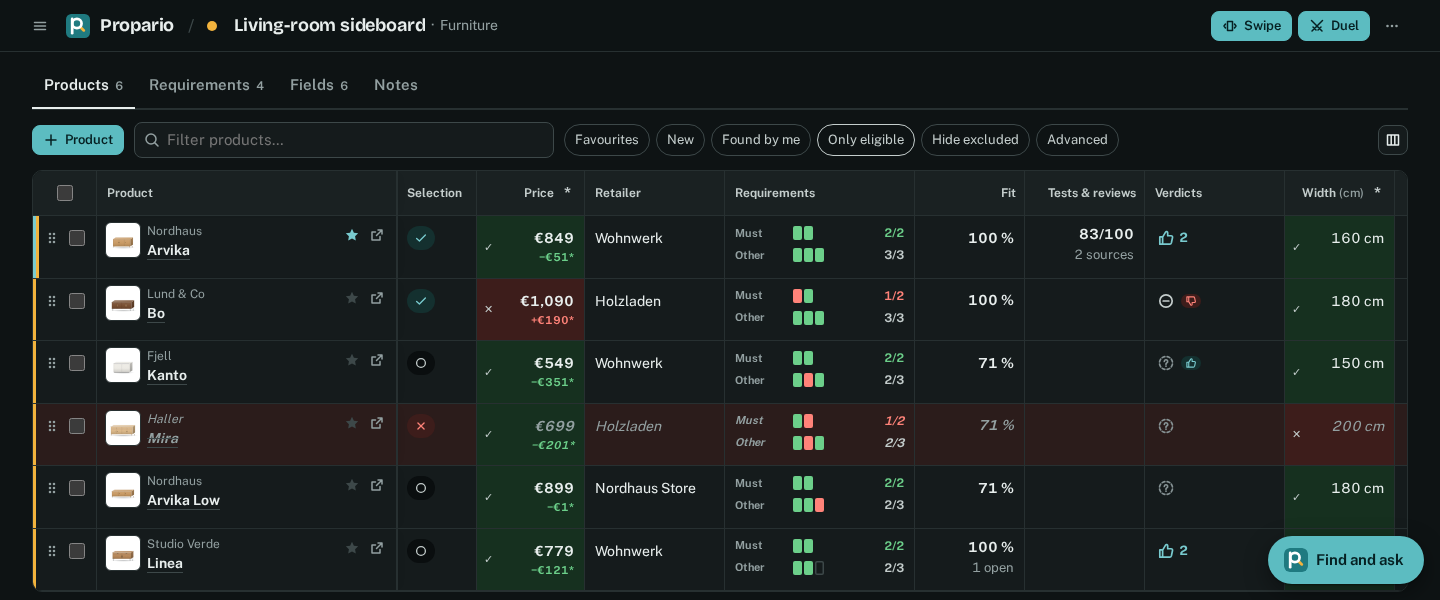 Propario / Living-room sideboard · Furniture
Swipe
Duel
Products 6
Requirements 4
Fields 6
Notes
Product
Filter products...
Favourites
New
Found by me
Only eligible
Hide excluded
Advanced
Product Selection Price * Retailer Requirements Fit Tests & reviews Verdicts Width (cm) *
Nordhaus
Arvika
€849
−€51*
Wohnwerk
Must 2/2
Other 3/3
100 %
83/100
2 sources
2
160 cm
Lund & Co
Bo
€1,090
+€190*
Holzladen
Must 1/2
Other 3/3
100 %
180 cm
Fjell
Kanto
€549
−€351*
Wohnwerk
Must 2/2
Other 2/3
71 %
150 cm
Haller
Mira
€699
−€201*
Holzladen
Must 1/2
Other 2/3
71 %
200 cm
Nordhaus
Arvika Low
€899
−€1*
Nordhaus Store
Must 2/2
Other 2/3
71 %
180 cm
Studio Verde
Linea
€779
−€121*
Wohnwerk
Must 2/2
Other 2/3
100 %
1 open
2
Find and ask